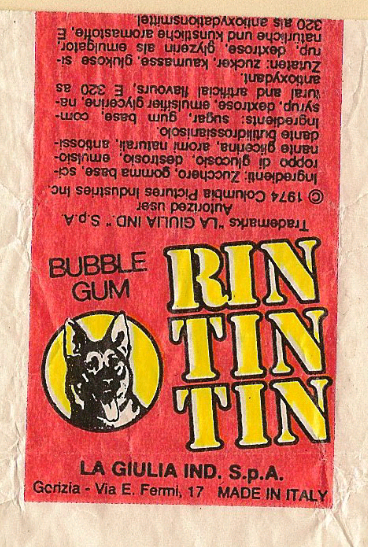 Trademarks "LA GIULIA IND." S.p.A.
Autorized user
© 1974 Columbia Pictures Industries Inc
Ingredienti: Zucchero, gomma base, sci-
roppo di glucosio, destrosio, emulsio-
nante glicerina, aromi naturali, antiossi-
dante butilidrossianisolo.
Ingredients: sugar, gum base, corn-
syrup, dextrose, emulsifier glycerine, na-
tural and artificial flavours, E 320 as
antioxydant.
Zutaten: zucker, kaumasse, glukose si-
rup, dextrose, glyzerin als emulgator,
natürliche und künstliche aromastoffe, E
320 als antioxydationsmittel
BUBBLE
GUM
RIN
TIN
TIN
LA GIULIA IND. S.p.A.
Gorizia - Via E. Fermi, 17 MADE IN ITALY